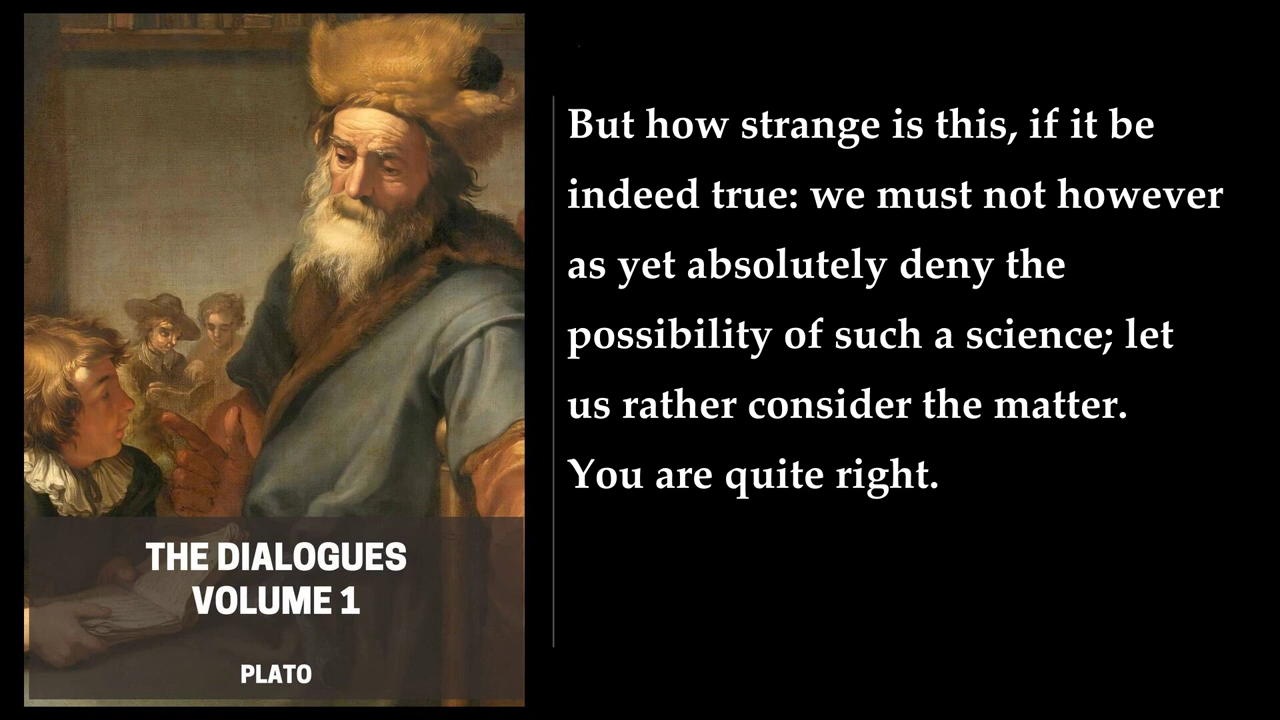 THE DIALOGUES
VOLUME 1
PLATO
But how strange is this, if it be
indeed true: we must not however
as yet absolutely deny the
possibility of such a science; let
us rather consider the matter.
You are quite right.